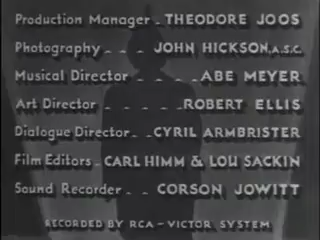 Production Manager - THEODORE JOOS
Photography - - - JOHN HICKSON, A.S.C.
Musical Director - - - - ABE MEYER
Art Director - - - - - ROBERT ELLIS
Dialogue Director - - CYRIL ARMBRISTER
Film Editors - CARL HIMM & LOU SACKIN
Sound Recorder - - CORSON JOWITT
RECORDED BY RCA - VICTOR SYSTEM